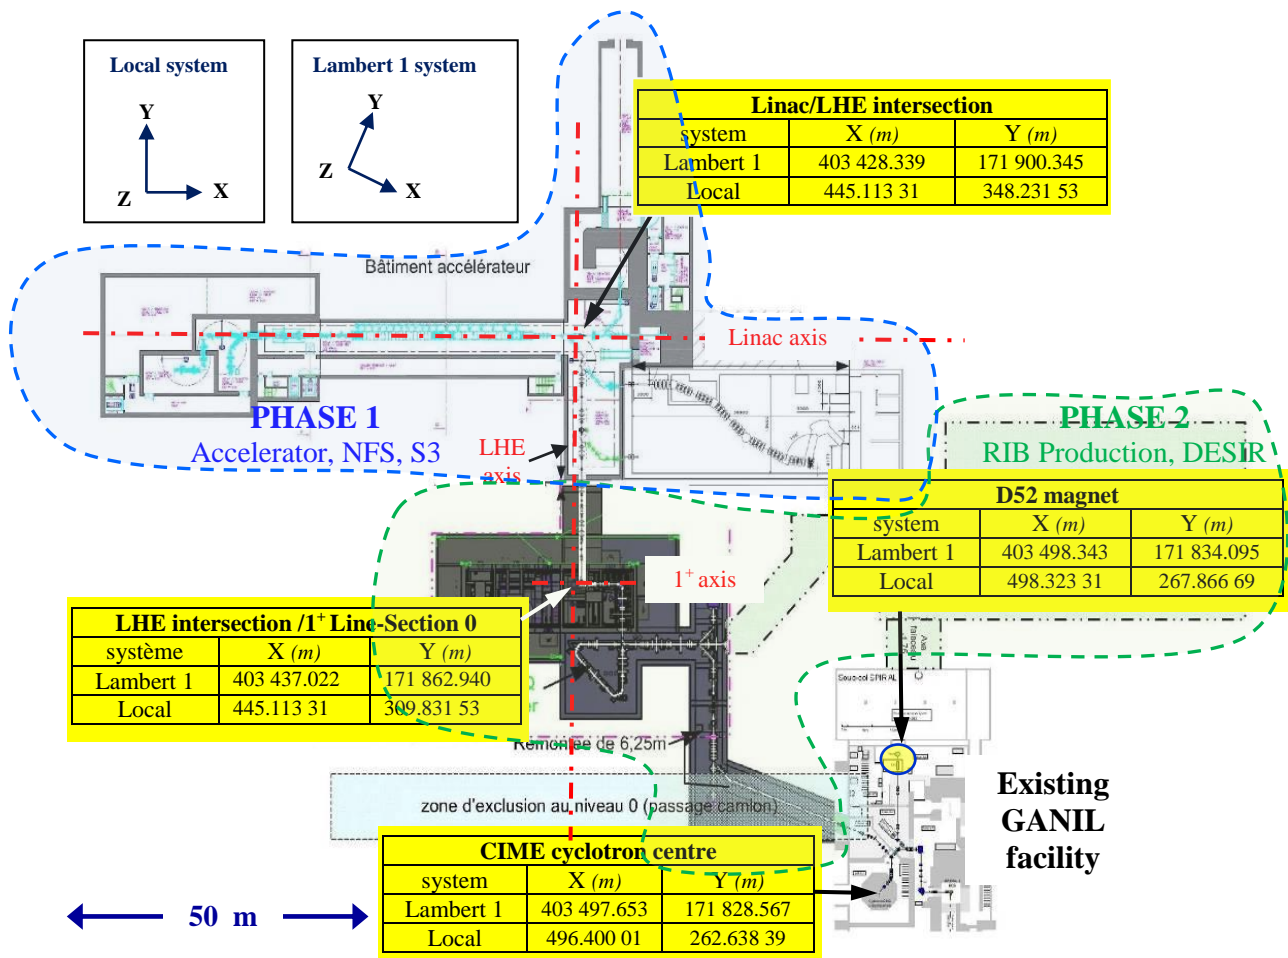 Local system
Y
Z
X
Lambert 1 system
Y
Z
X
Linac/LHE intersection
system X (m) Y (m)
Lambert 1 403 428.339 171 900.345
Local 445.113 31 348.231 53
Bâtiment accélérateur
Linac axis
PHASE 1
Accelerator, NFS, S3
LHE
axis
PHASE 2
RIB Production, DESIR
D52 magnet
system X (m) Y (m)
Lambert 1 403 498.343 171 834.095
Local 498.323 31 267.866 69
1+ axis
LHE intersection /1+ Line-Section 0
système X (m) Y (m)
Lambert 1 403 437.022 171 862.940
Local 445.113 31 309.831 53
Remontée de 6,25m
Sous-sol SPIRAL
zone d'exclusion au niveau 0 (passage camion)
Existing
GANIL
facility
CIME cyclotron centre
system X (m) Y (m)
Lambert 1 403 497.653 171 828.567
Local 496.400 01 262.638 39
50 m